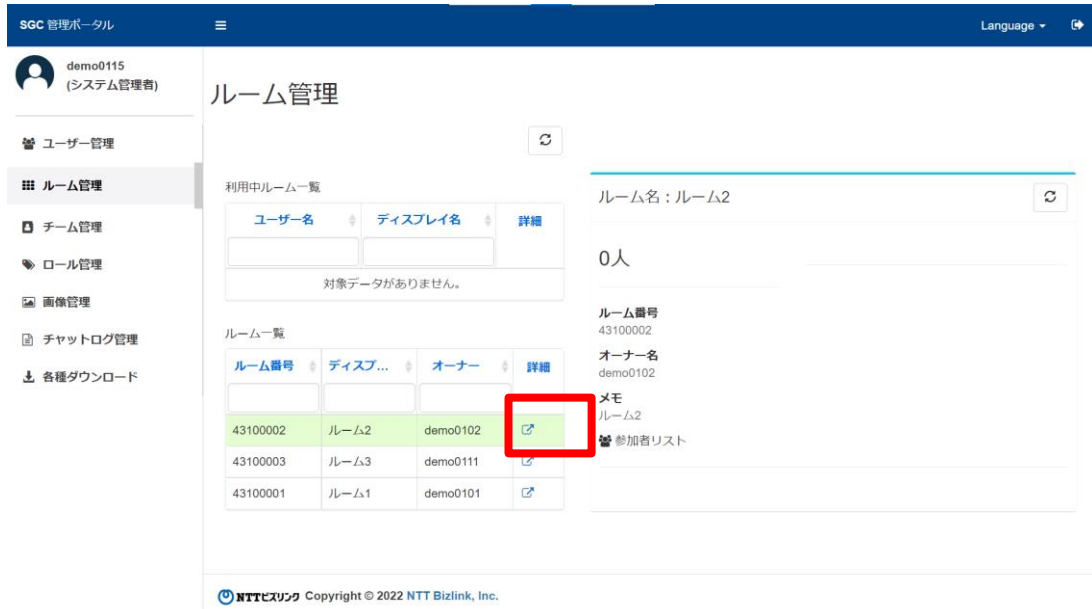 SGC 管理ポータル
Language
demo0115
(システム管理者)
ユーザー管理
ルーム管理
チーム管理
ロール管理
画像管理
チャットログ管理
各種ダウンロード
ルーム管理
利用中ルーム一覧
ユーザー名 ディスプレイ名 詳細
対象データがありません。
ルーム一覧
ルーム番号 ディスプ... オーナー 詳細
43100002 ルーム2 demo0102
43100003 ルーム3 demo0111
43100001 ルーム1 demo0101
ルーム名：ルーム2
0人
ルーム番号
43100002
オーナー名
demo0102
メモ
ルーム2
参加者リスト
NTTビズリンク Copyright © 2022 NTT Bizlink, Inc.